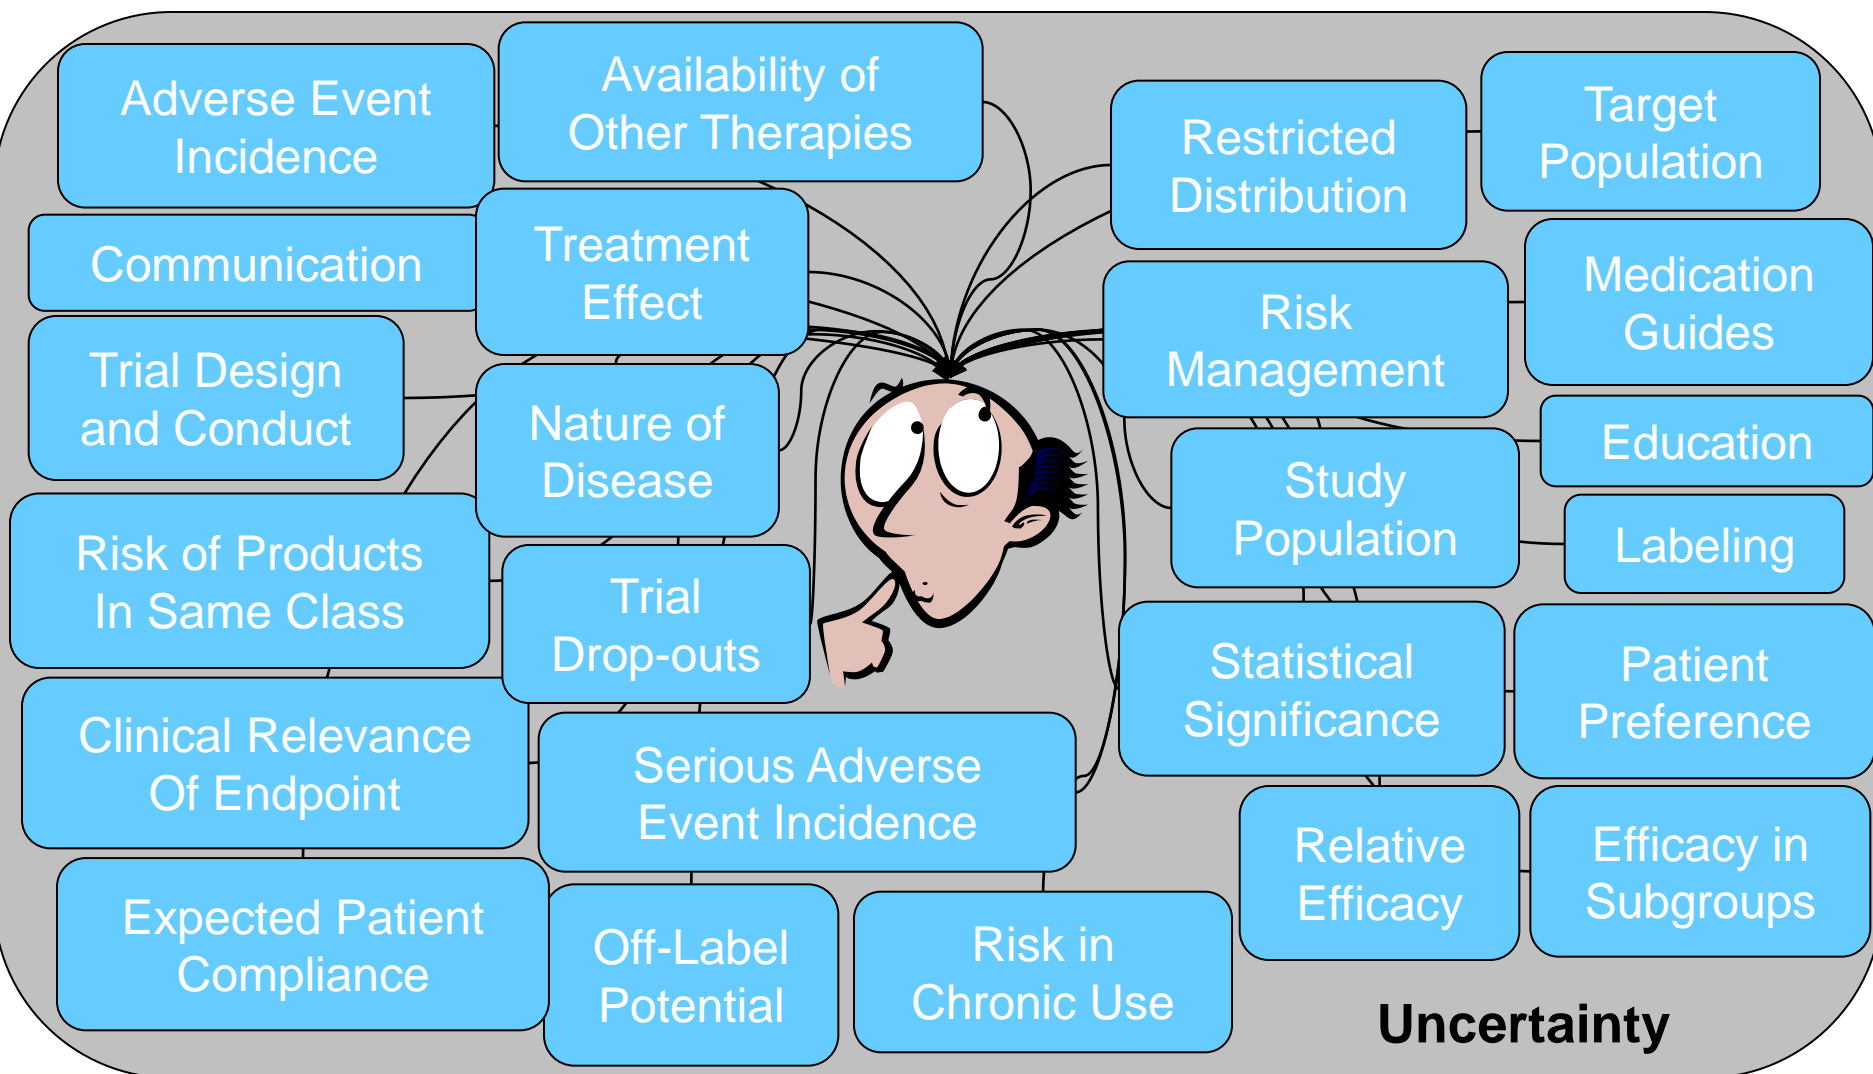 Adverse Event
Incidence
Availability of
Other Therapies
Restricted
Distribution
Target
Population
Communication
Treatment
Effect
Risk
Management
Medication
Guides
Trial Design
and Conduct
Nature of
Disease
Study
Population
Education
Labeling
Risk of Products
In Same Class
Trial
Drop-outs
Statistical
Significance
Patient
Preference
Clinical Relevance
Of Endpoint
Serious Adverse
Event Incidence
Relative
Efficacy
Efficacy in
Subgroups
Expected Patient
Compliance
Off-Label
Potential
Risk in
Chronic Use
Uncertainty